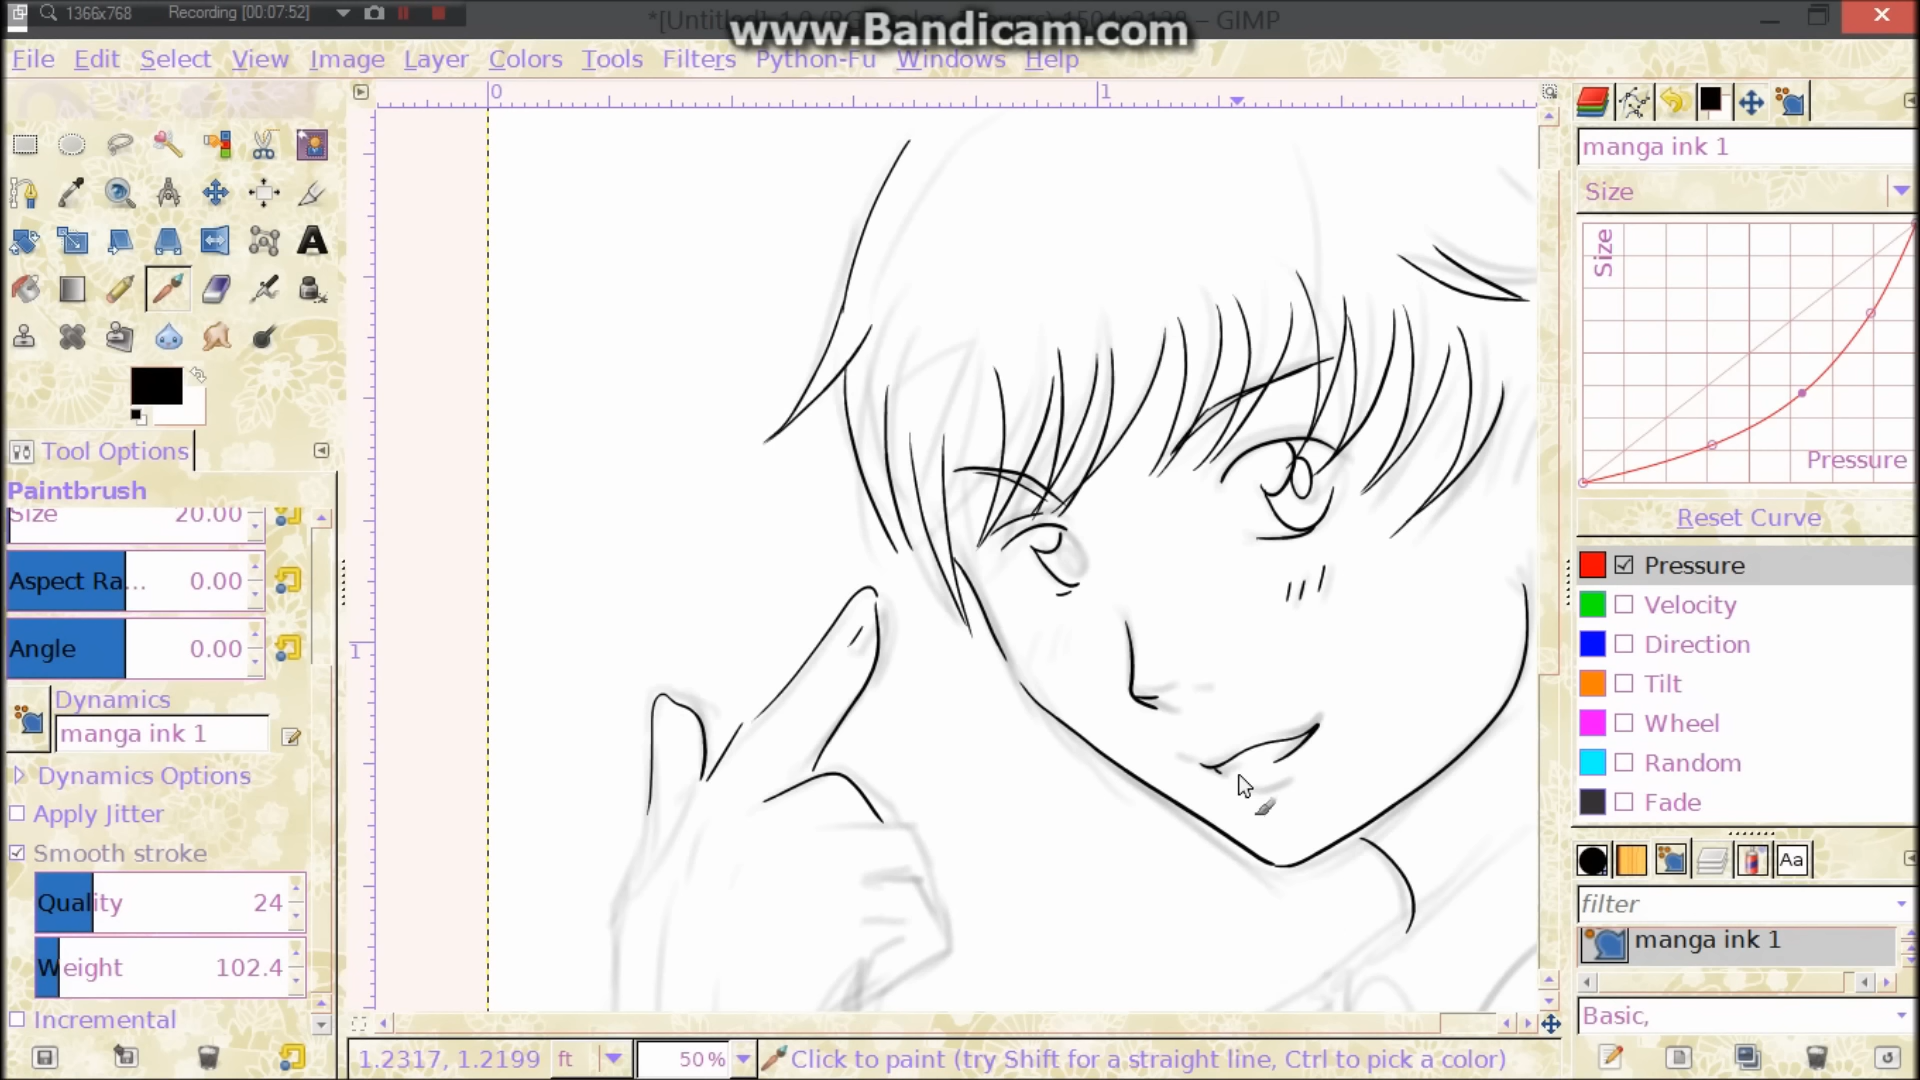 1366x768 Recording [00:07:52]
– GIMP
www.Bandicam.com
File Edit Select View Image Layer Colors Tools Filters Python-Fu Windows Help
0 1
manga ink 1
Size
Size
Pressure
Reset Curve
Pressure
Velocity
Direction
Tilt
Wheel
Random
Fade
Aa
filter
manga ink 1
Basic,
Tool Options
Paintbrush
Size 20.00
Aspect Ra... 0.00
Angle 0.00
Dynamics
manga ink 1
Dynamics Options
Apply Jitter
Smooth stroke
Quality 24
Weight 102.4
Incremental
1
1.2317, 1.2199 ft 50% Click to paint (try Shift for a straight line, Ctrl to pick a color)